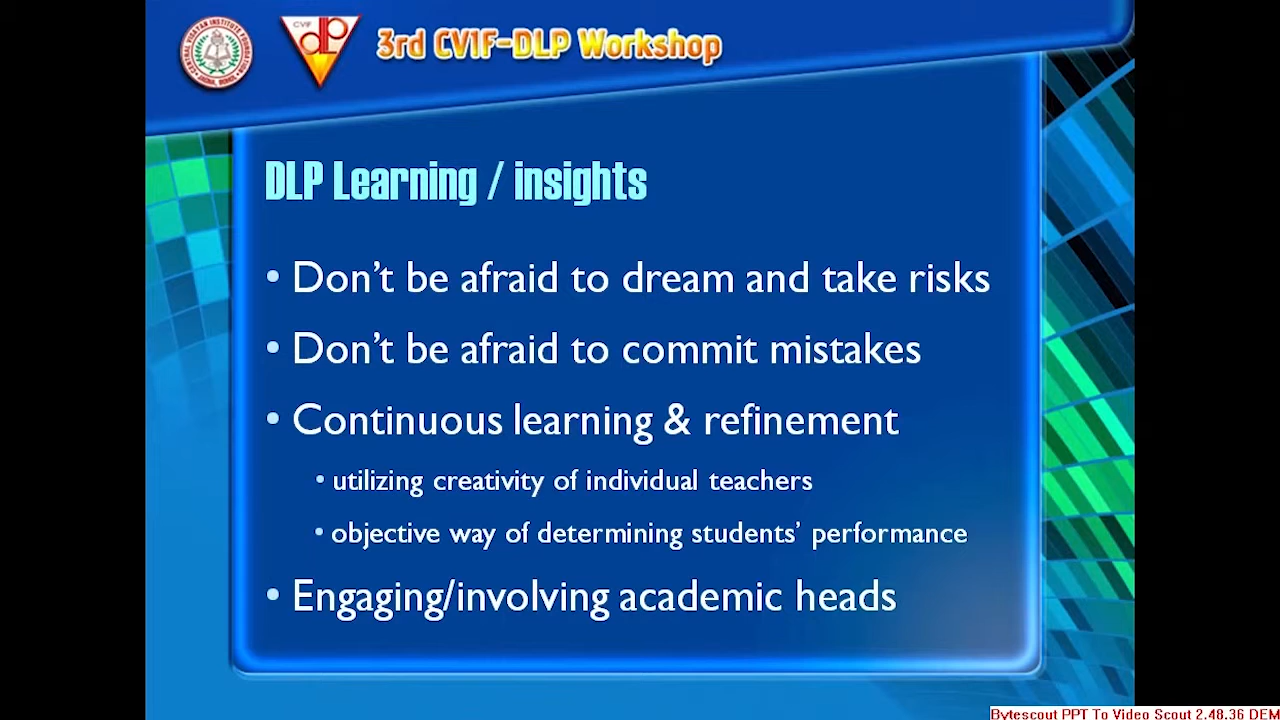 CVIF
DLP
3rd CVIF-DLP Workshop
DLP Learning / insights
• Don't be afraid to dream and take risks
• Don't be afraid to commit mistakes
• Continuous learning & refinement
• utilizing creativity of individual teachers
• objective way of determining students' performance
• Engaging/involving academic heads
Bytescout PPT To Video Scout 2.48.36 DEM